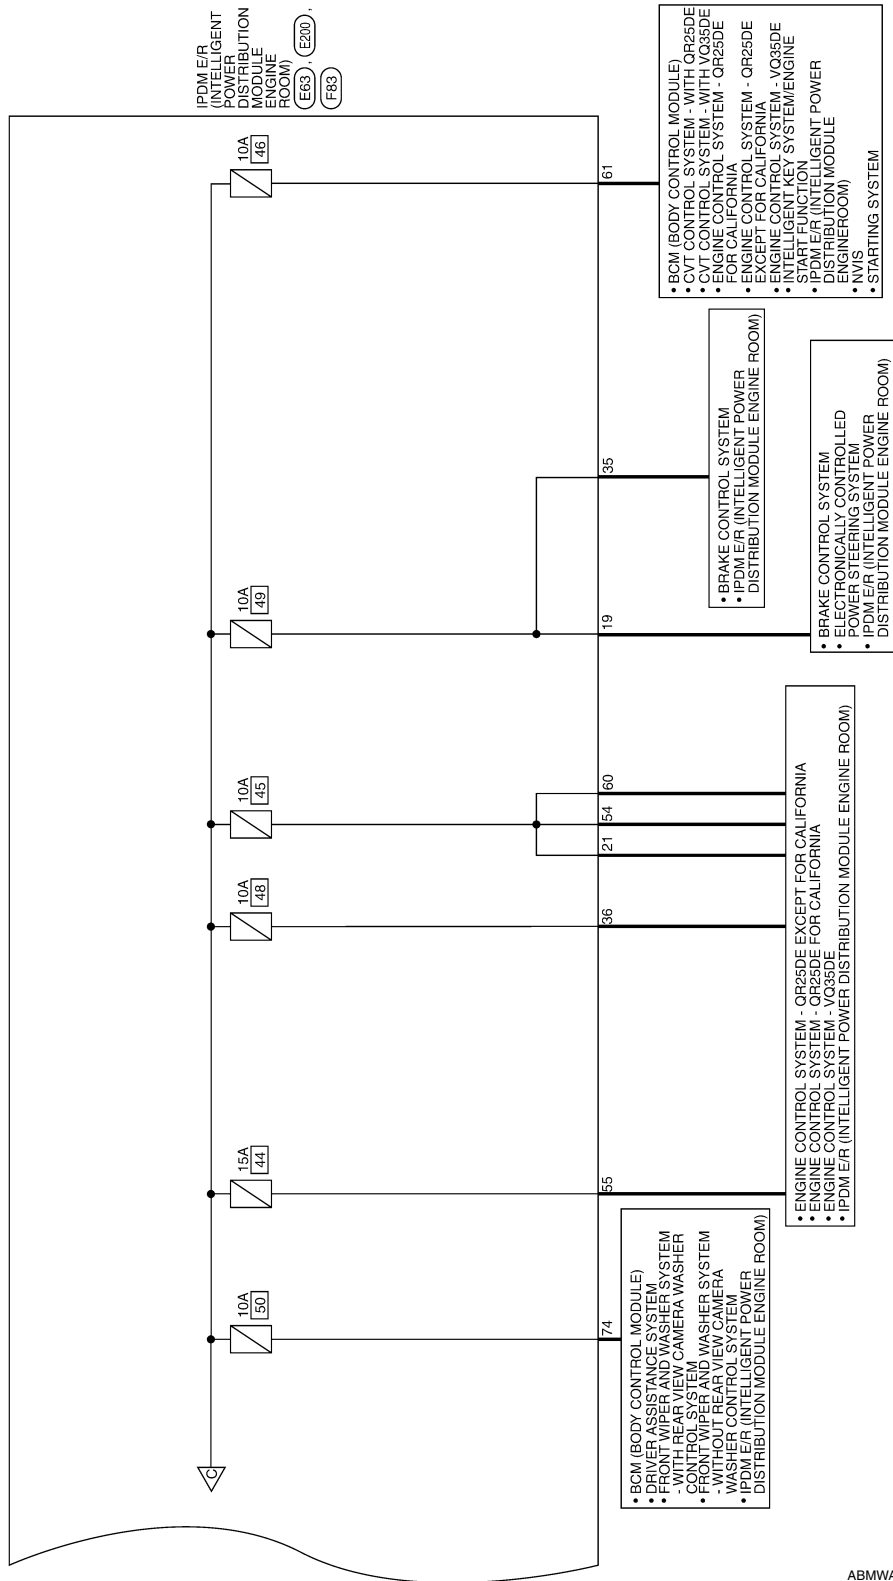 IPDM E/R
(INTELLIGENT
POWER
DISTRIBUTION
MODULE
ENGINE
ROOM)
E63 , E200 ,
F83
C
10A
50
15A
44
10A
48
10A
45
10A
49
10A
46
74
55
36
21
54
60
19
35
61
• BCM (BODY CONTROL MODULE)
• DRIVER ASSISTANCE SYSTEM
• FRONT WIPER AND WASHER SYSTEM
- WITH REAR VIEW CAMERA WASHER
CONTROL SYSTEM
• FRONT WIPER AND WASHER SYSTEM
- WITHOUT REAR VIEW CAMERA
WASHER CONTROL SYSTEM
• IPDM E/R (INTELLIGENT POWER
DISTRIBUTION MODULE ENGINE ROOM)
• ENGINE CONTROL SYSTEM - QR25DE EXCEPT FOR CALIFORNIA
• ENGINE CONTROL SYSTEM - QR25DE FOR CALIFORNIA
• ENGINE CONTROL SYSTEM - VQ35DE
• IPDM E/R (INTELLIGENT POWER DISTRIBUTION MODULE ENGINE ROOM)
• BRAKE CONTROL SYSTEM
• ELECTRONICALLY CONTROLLED
POWER STEERING SYSTEM
• IPDM E/R (INTELLIGENT POWER
DISTRIBUTION MODULE ENGINE ROOM)
• BRAKE CONTROL SYSTEM
• IPDM E/R (INTELLIGENT POWER
DISTRIBUTION MODULE ENGINE ROOM)
• BCM (BODY CONTROL MODULE)
• CVT CONTROL SYSTEM - WITH QR25DE
• CVT CONTROL SYSTEM - WITH VQ35DE
• ENGINE CONTROL SYSTEM - QR25DE
FOR CALIFORNIA
• ENGINE CONTROL SYSTEM - QR25DE
EXCEPT FOR CALIFORNIA
• ENGINE CONTROL SYSTEM - VQ35DE
• INTELLIGENT KEY SYSTEM/ENGINE
START FUNCTION
• IPDM E/R (INTELLIGENT POWER
DISTRIBUTION MODULE
ENGINEROOM)
• NVIS
• STARTING SYSTEM